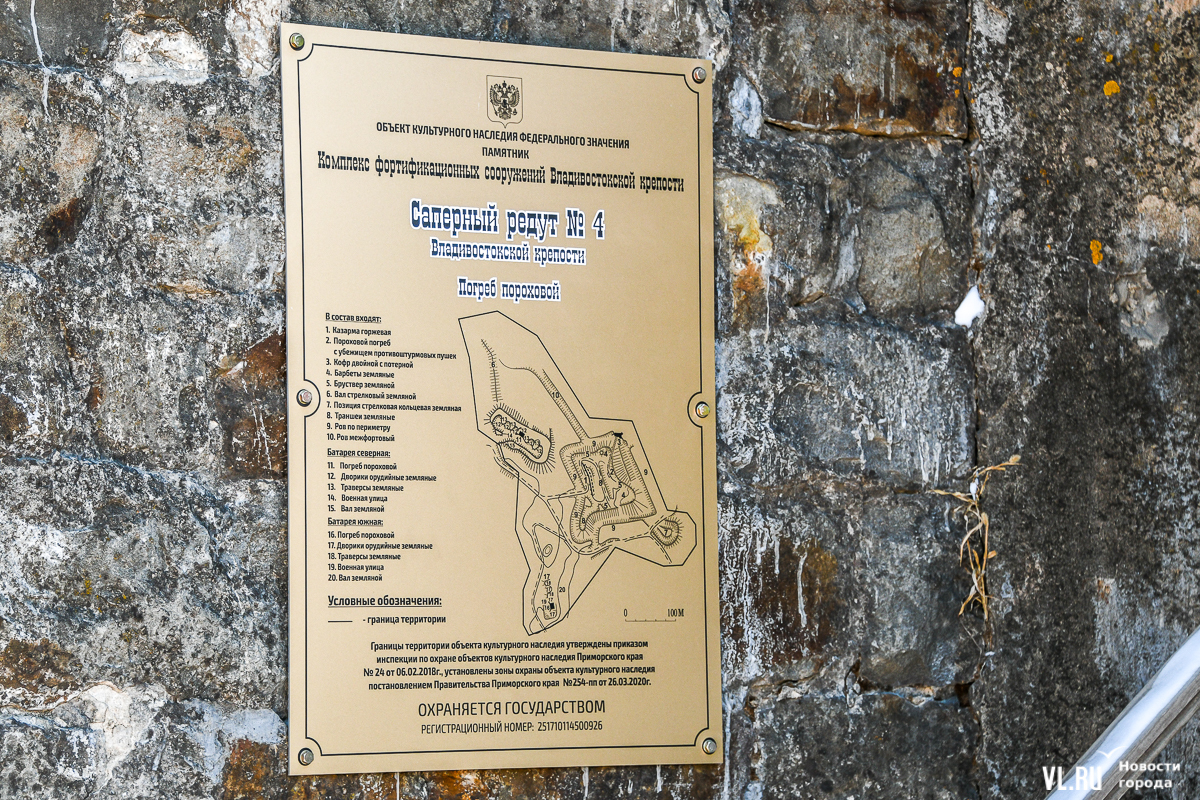 ОБЪЕКТ КУЛЬТУРНОГО НАСЛЕДИЯ ФЕДЕРАЛЬНОГО ЗНАЧЕНИЯ
ПАМЯТНИК
Комплекс фортификационных сооружений Владивостокской крепости
Саперный редут № 4
Владивостокской крепости
Погреб пороховой
В состав входят:
1. Казарма горжевая
2. Пороховой погреб
с убежищем противоштурмовых пушек
3. Кофр двойной с потерной
4. Барбеты земляные
5. Бруствер земляной
6. Вал стрелковый земляной
7. Позиция стрелковая кольцевая земляная
8. Траншеи земляные
9. Ров по периметру
10. Ров межфортовый
Батарея северная:
11. Погреб пороховой
12. Дворики орудийные земляные
13. Траверсы земляные
14. Военная улица
15. Вал земляной
Батарея южная:
16. Погреб пороховой
17. Дворики орудийные земляные
18. Траверсы земляные
19. Военная улица
20. Вал земляной
Условные обозначения:
- граница территории
0 100 М
Границы территории объекта культурного наследия утверждены приказом
инспекции по охране объектов культурного наследия Приморского края
№ 24 от 06.02.2018г., установлены зоны охраны объекта культурного наследия
постановлением Правительства Приморского края №254-пп от 26.03.2020г.
ОХРАНЯЕТСЯ ГОСУДАРСТВОМ
РЕГИСТРАЦИОННЫЙ НОМЕР: 251710114500926
VL.RU Новости
города